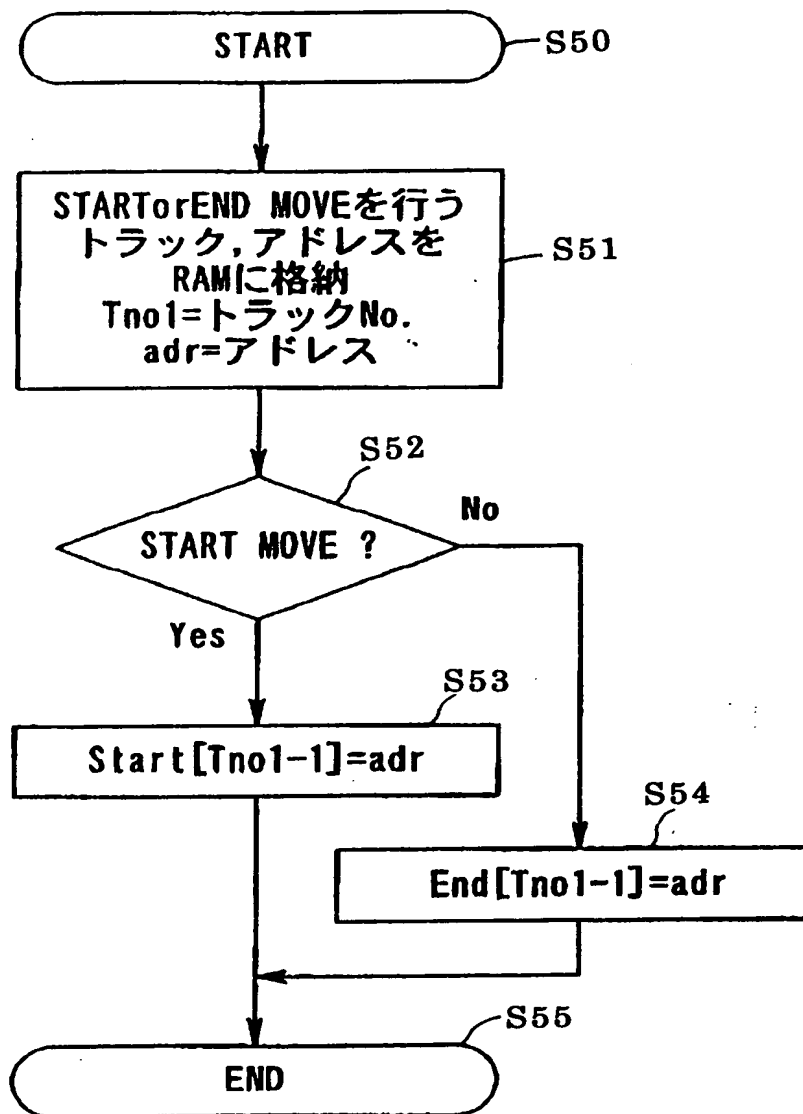 START
S50
STARTorEND MOVEを行う
トラック,アドレスを
RAMに格納
Tno1=トラックNo.
adr=アドレス
S51
S52
START MOVE ?
No
Yes
S53
Start[Tno1-1]=adr
S54
End[Tno1-1]=adr
S55
END